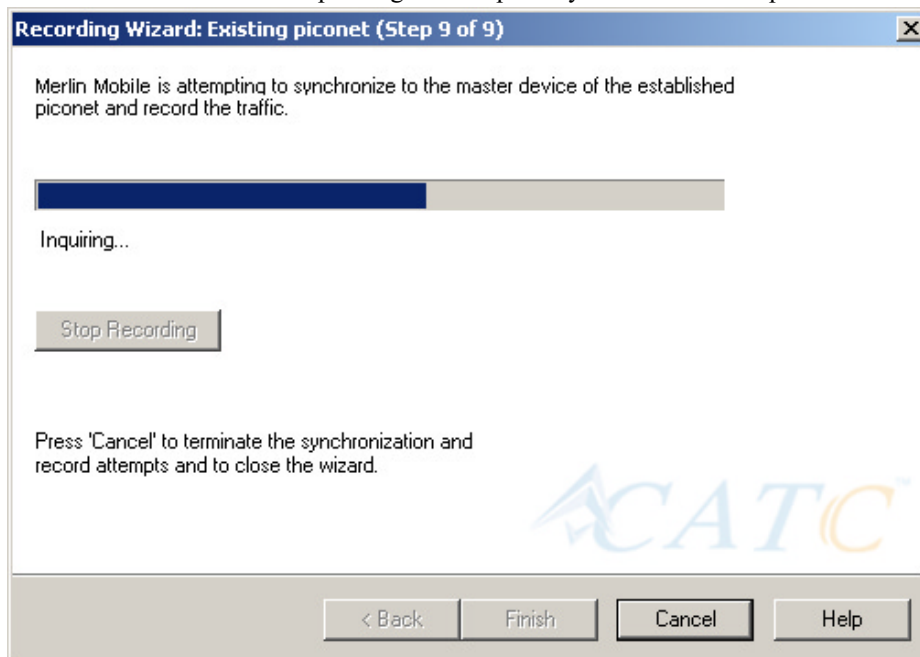 Recording Wizard: Existing piconet (Step 9 of 9)
Merlin Mobile is attempting to synchronize to the master device of the established
piconet and record the traffic.
Inquiring...
Stop Recording
Press 'Cancel' to terminate the synchronization and
record attempts and to close the wizard.
CATC
< Back
Finish
Cancel
Help